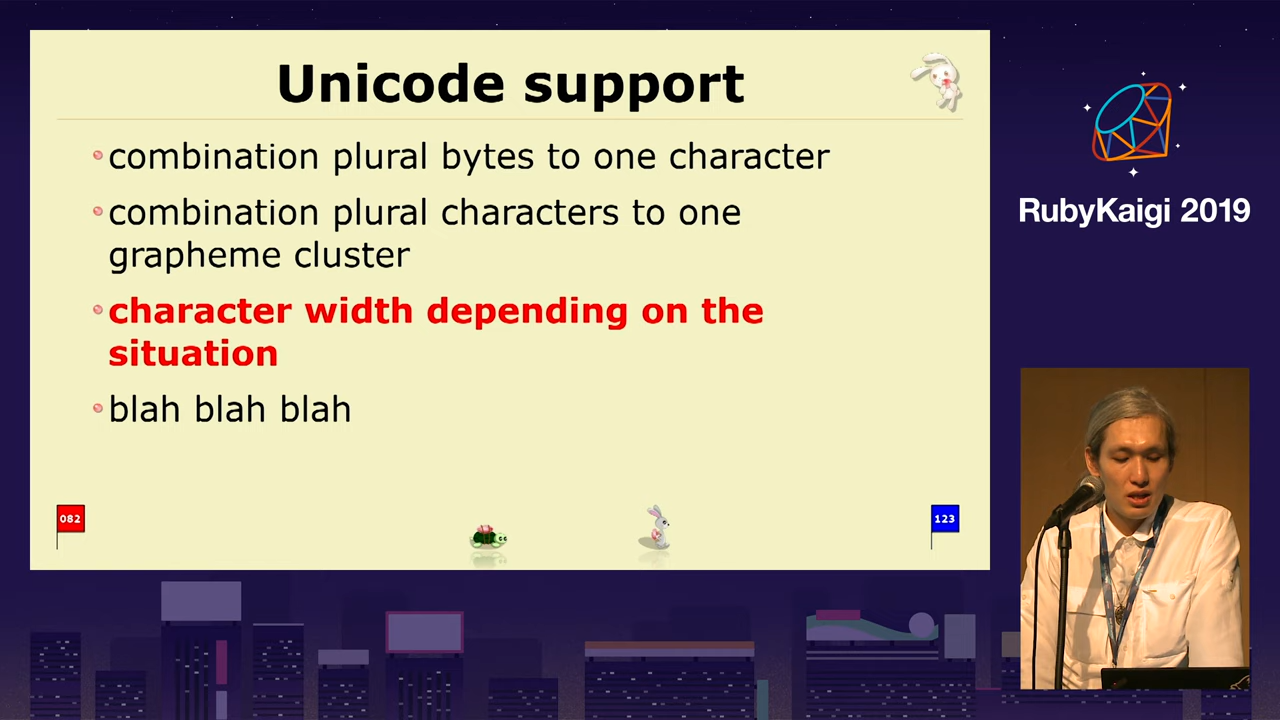 Unicode support
combination plural bytes to one character
combination plural characters to one
grapheme cluster
character width depending on the
situation
blah blah blah
082
123
RubyKaigi 2019